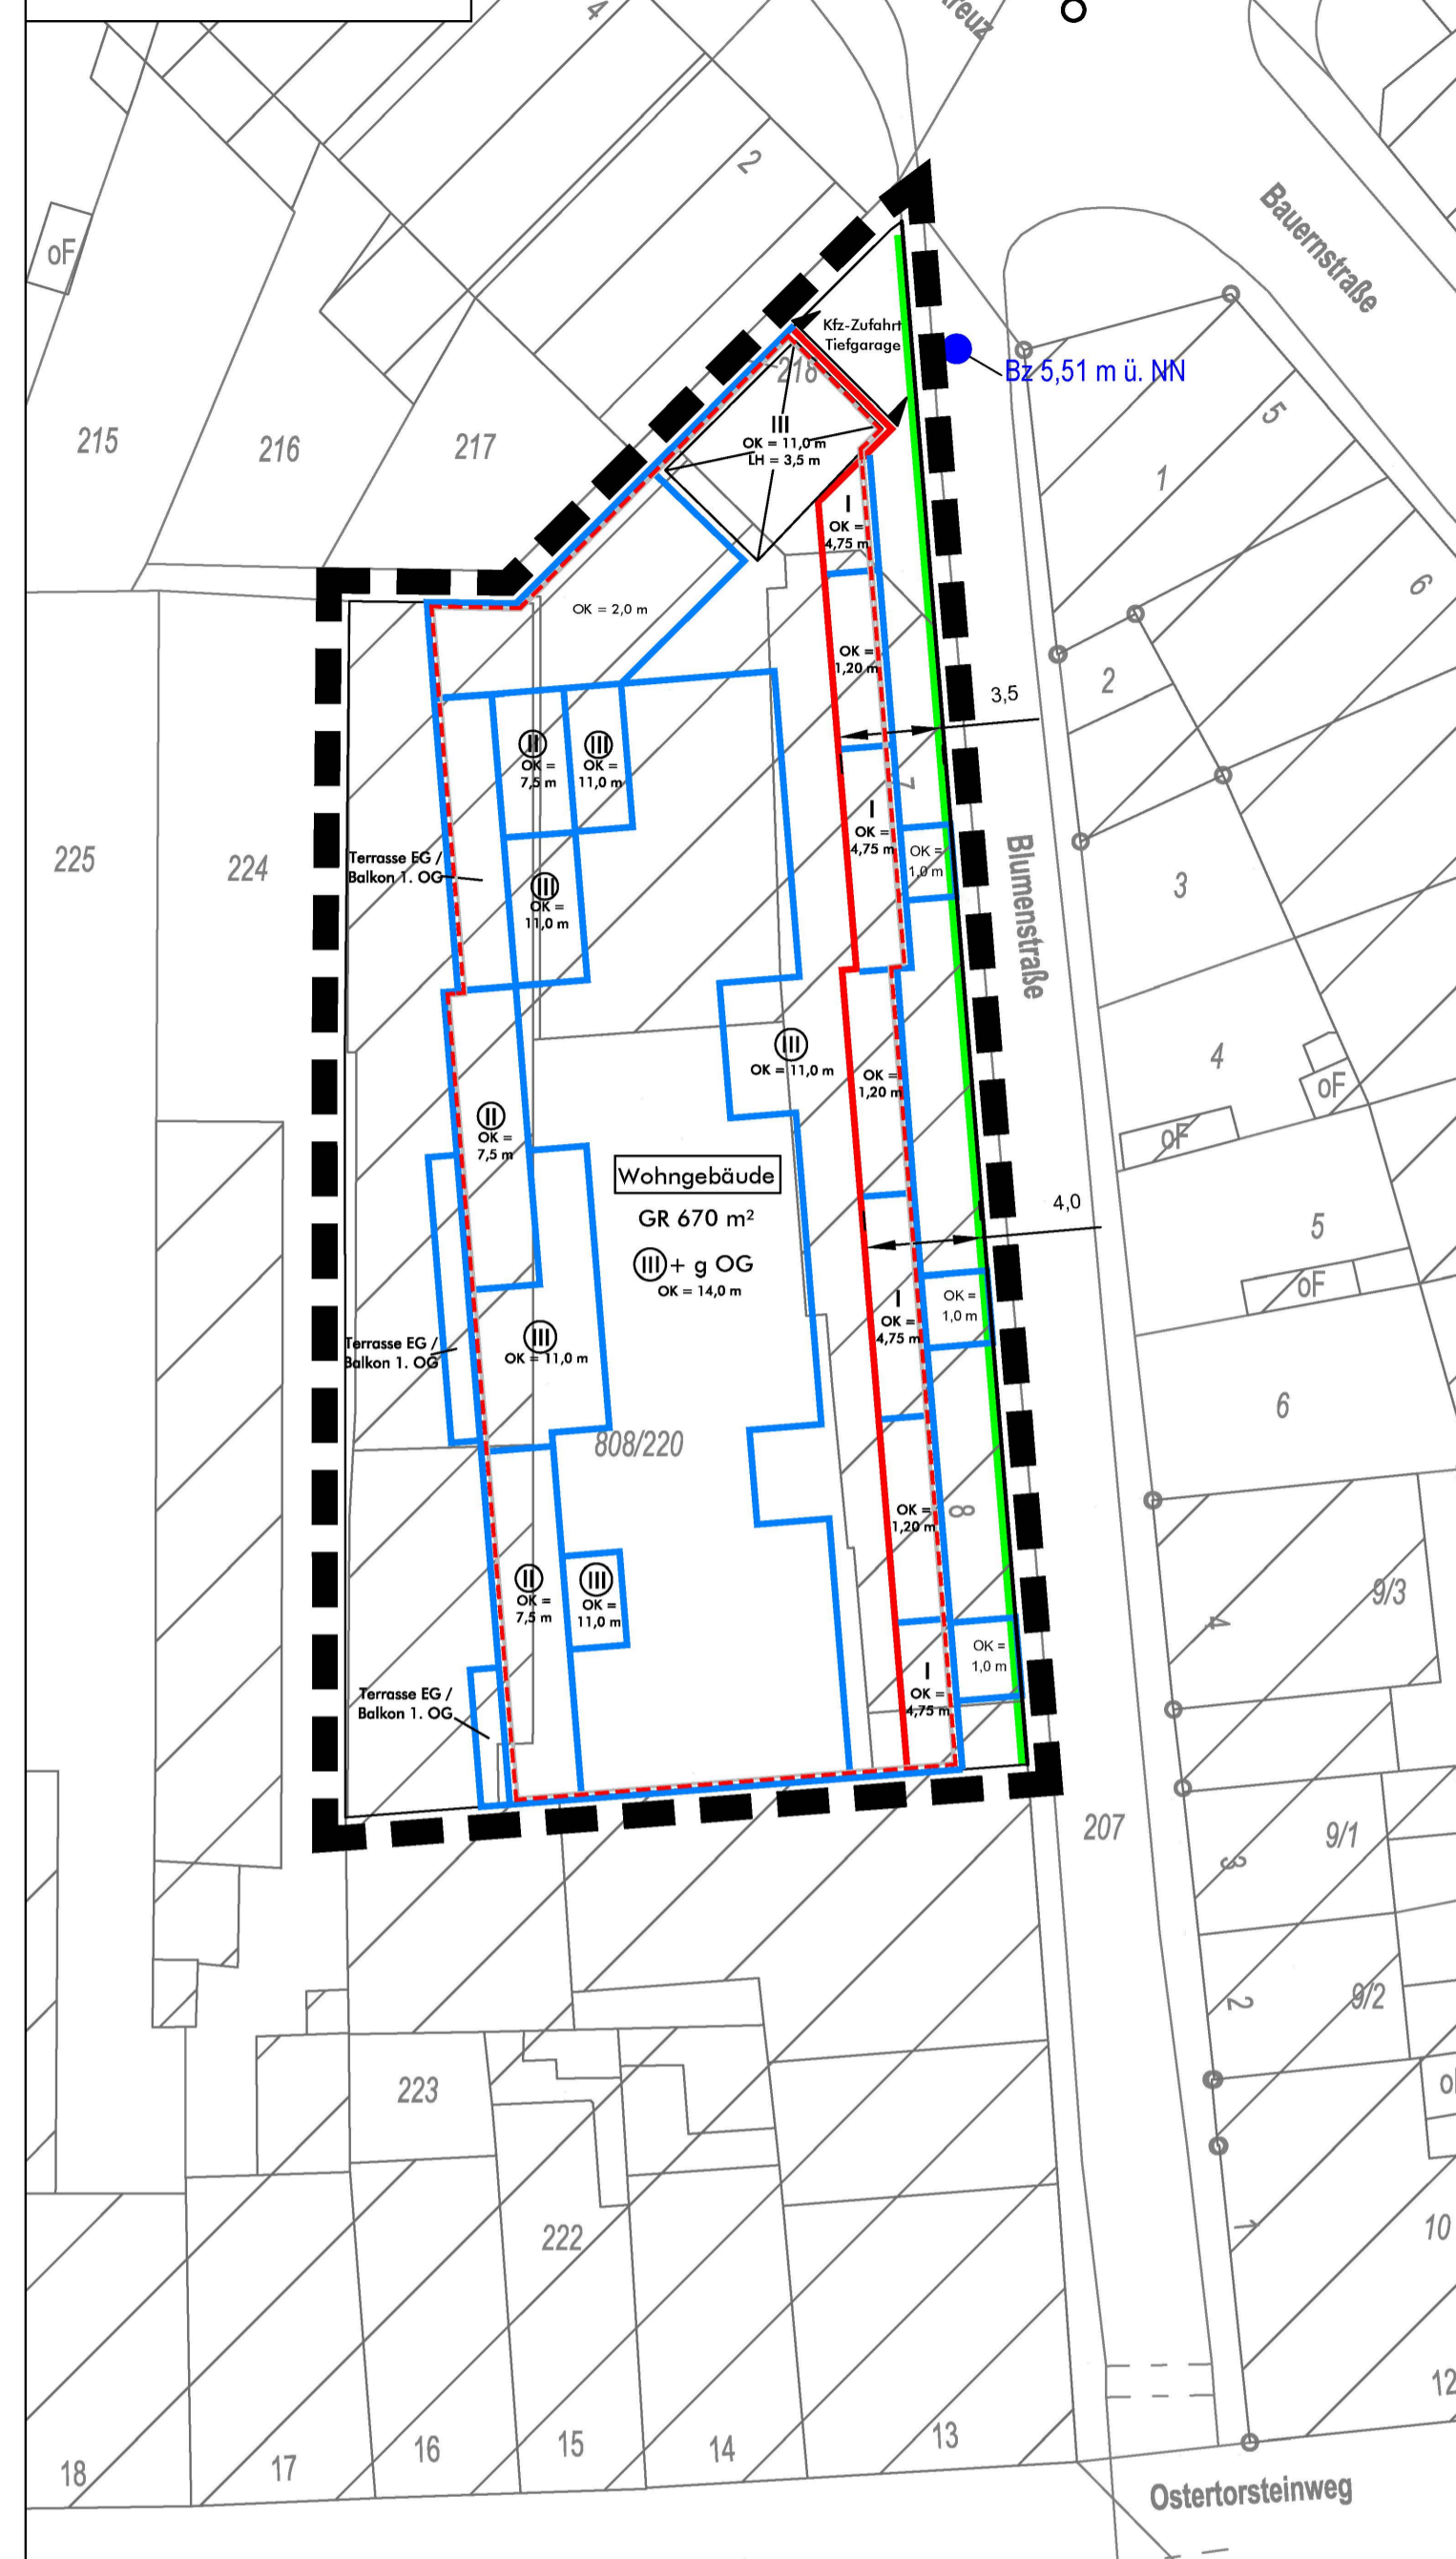 4
reuz
2
oF
Bauernstraße
Kfz-Zufahrt
Tiefgarage
218
Bz 5,51 m ü. NN
215
216
217
III
OK = 11,0 m
LH = 3,5 m
1
5
I
OK =
4,75 m
6
OK = 2,0 m
OK =
1,20 m
2
3,5
II
OK =
7,5 m
III
OK =
11,0 m
7
I
OK =
4,75 m
OK =
1,0 m
225
224
Terrasse EG /
Balkon 1. OG
III
OK =
11,0 m
3
Blumenstraße
III
OK = 11,0 m
OK =
1,20 m
4
oF
oF
II
OK =
7,5 m
Wohngebäude
GR 670 m²
III + g OG
OK = 14,0 m
4,0
5
oF
I
OK =
4,75 m
OK =
1,0 m
Terrasse EG /
Balkon 1. OG
III
OK = 11,0 m
6
808/220
OK =
1,20 m
8
II
OK =
7,5 m
III
OK =
11,0 m
9/3
4
OK =
1,0 m
I
OK =
4,75 m
Terrasse EG /
Balkon 1. OG
207
9/1
3
9/2
2
223
222
1
10
12
13
14
15
16
17
18
Ostertorsteinweg